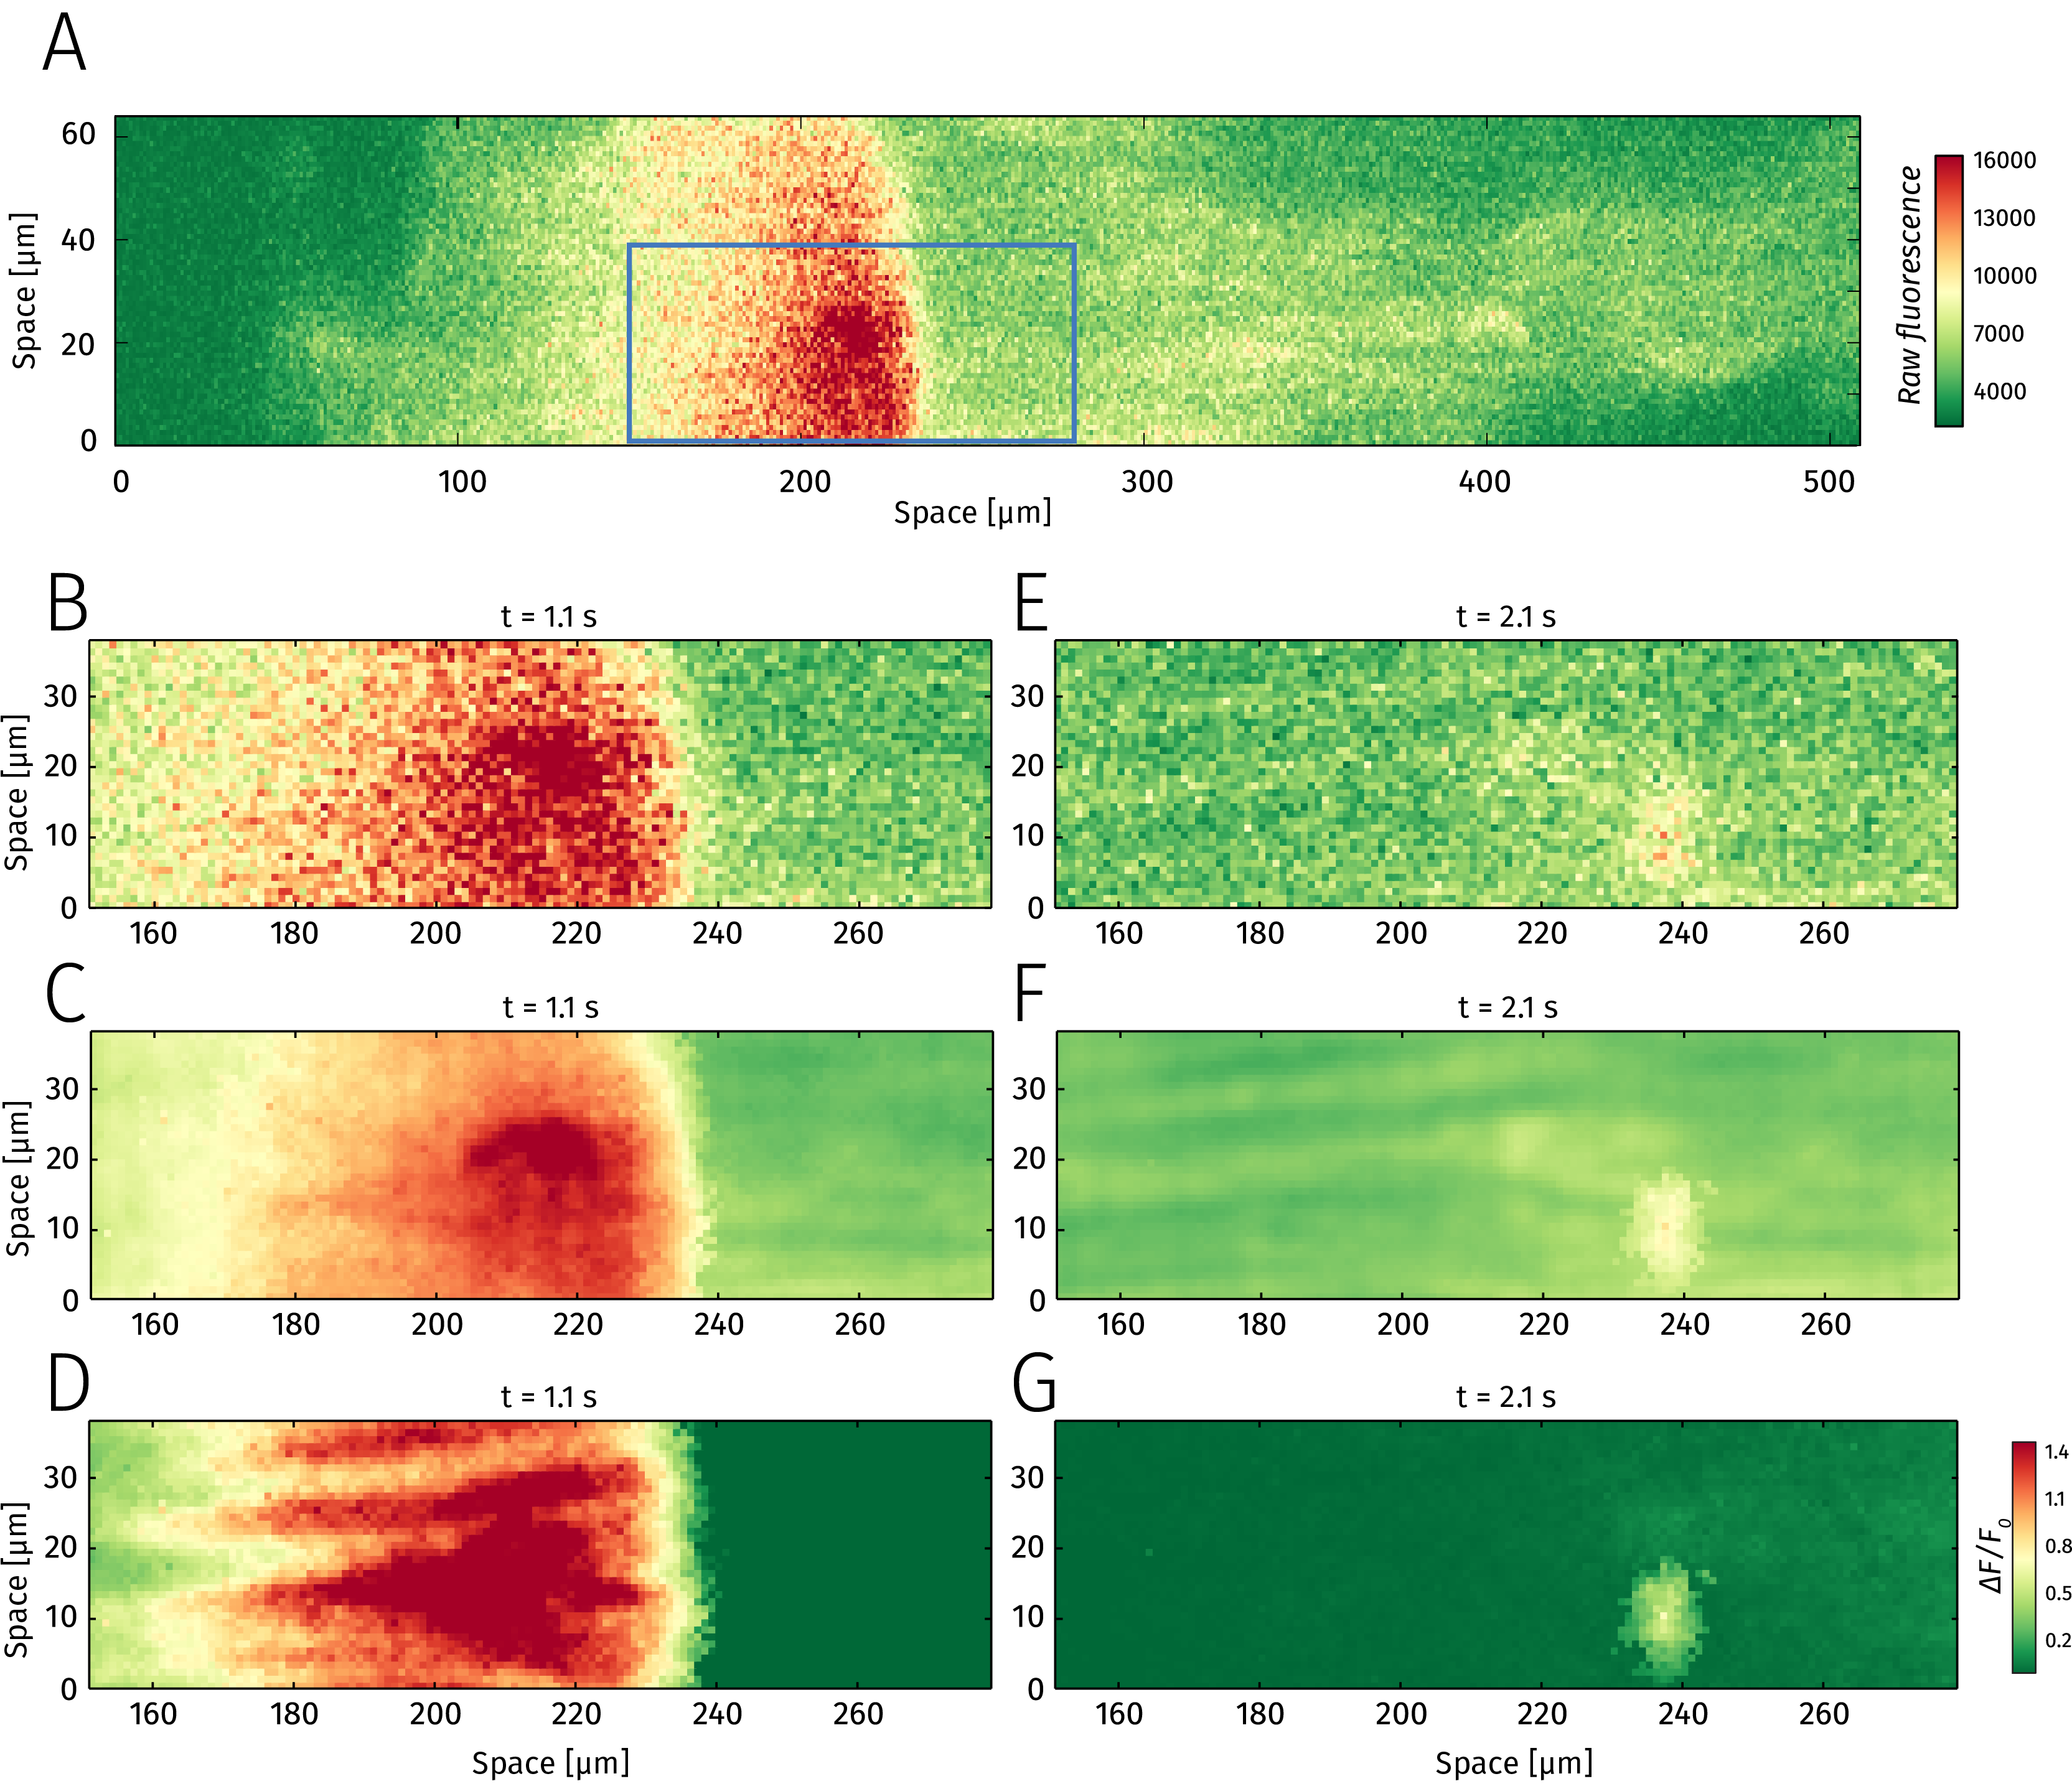 A
60
40
20
0
Space [µm]
0 100 200 300 400 500
Space [µm]
Raw fluorescence
16000
13000
10000
7000
4000
B
t = 1.1 s
30
20
10
0
Space [µm]
160 180 200 220 240 260
E
t = 2.1 s
30
20
10
0
160 180 200 220 240 260
C
t = 1.1 s
30
20
10
0
Space [µm]
160 180 200 220 240 260
F
t = 2.1 s
30
20
10
0
160 180 200 220 240 260
D
t = 1.1 s
30
20
10
0
Space [µm]
160 180 200 220 240 260
Space [µm]
G
t = 2.1 s
30
20
10
0
160 180 200 220 240 260
Space [µm]
ΔF/F₀
1.4
1.1
0.8
0.5
0.2